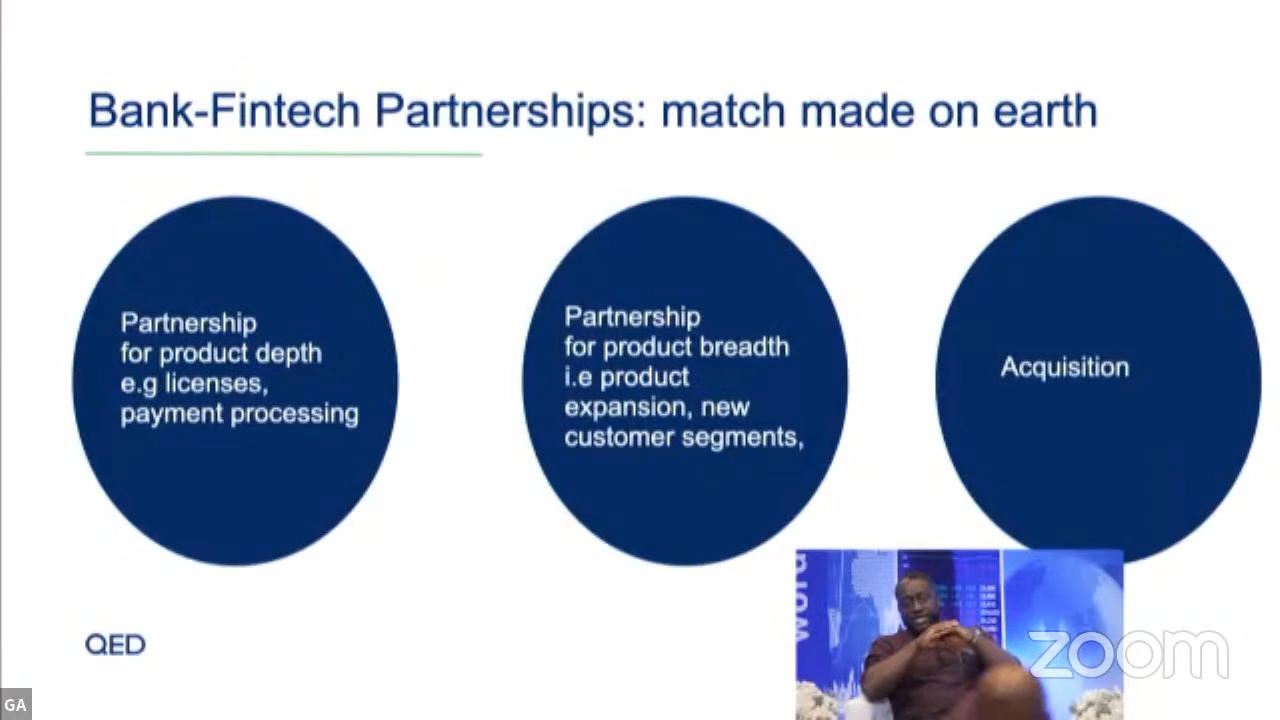 Bank-Fintech Partnerships: match made on earth
Partnership
for product depth
e.g licenses,
payment processing
Partnership
for product breadth
i.e product
expansion, new
customer segments,
Acquisition
QED
word
zoom
GA